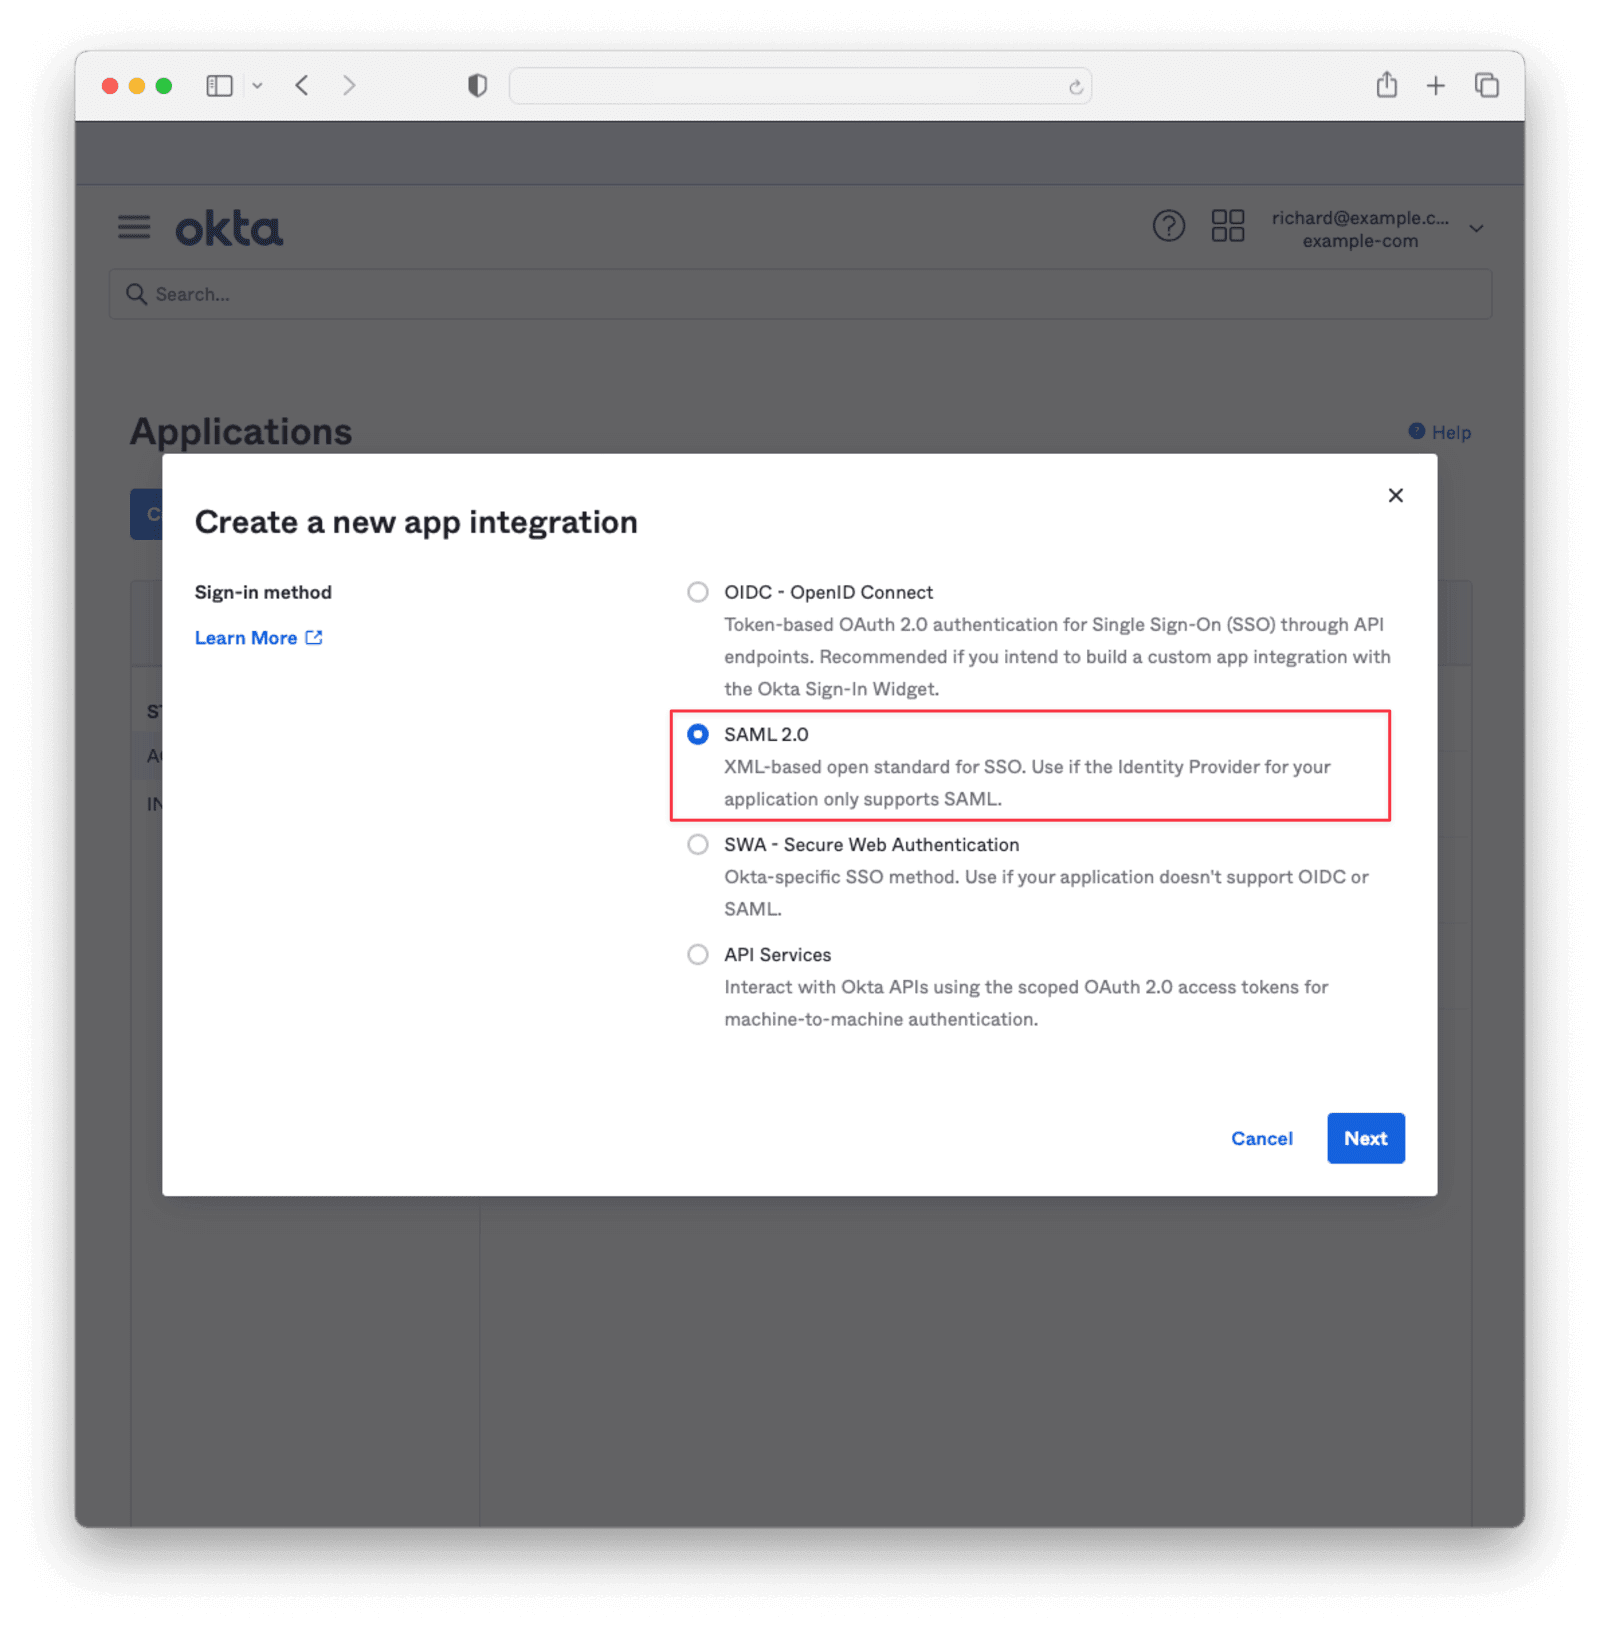 okta
richard@example.c...
example-com
Search...
Applications
Help
Create a new app integration
Sign-in method
Learn More
OIDC - OpenID Connect
Token-based OAuth 2.0 authentication for Single Sign-On (SSO) through API
endpoints. Recommended if you intend to build a custom app integration with
the Okta Sign-In Widget.
SAML 2.0
XML-based open standard for SSO. Use if the Identity Provider for your
application only supports SAML.
SWA - Secure Web Authentication
Okta-specific SSO method. Use if your application doesn't support OIDC or
SAML.
API Services
Interact with Okta APIs using the scoped OAuth 2.0 access tokens for
machine-to-machine authentication.
Cancel
Next